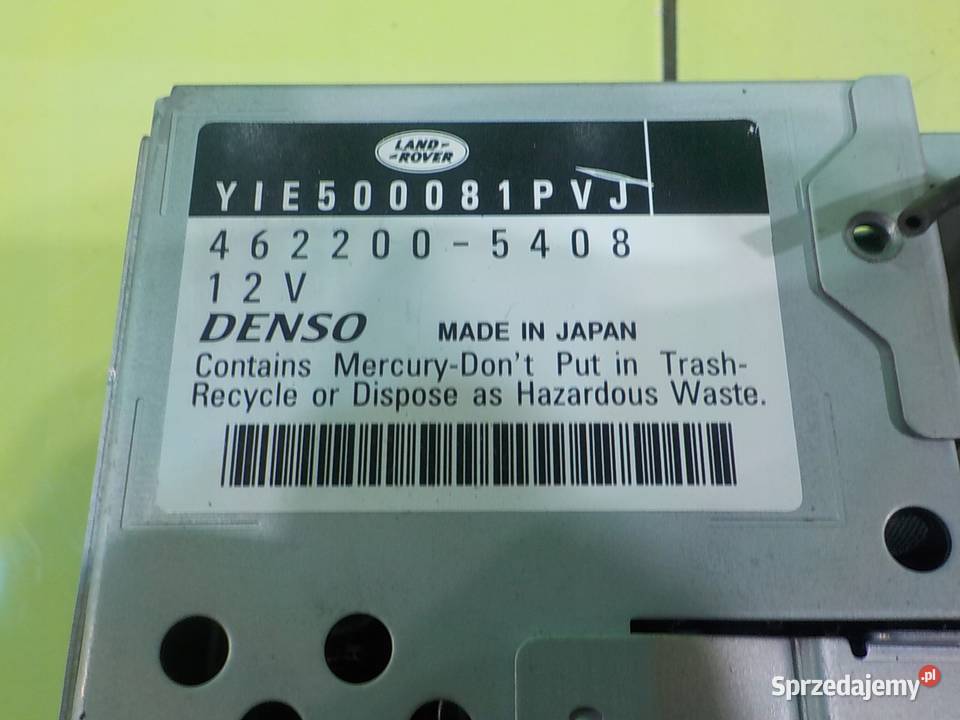 LAND-
-ROVER
YIE500081PVJ
462200-5408
12V
DENSO MADE IN JAPAN
Contains Mercury-Don't Put in Trash-
Recycle or Dispose as Hazardous Waste.
Sprzedajemy.pl